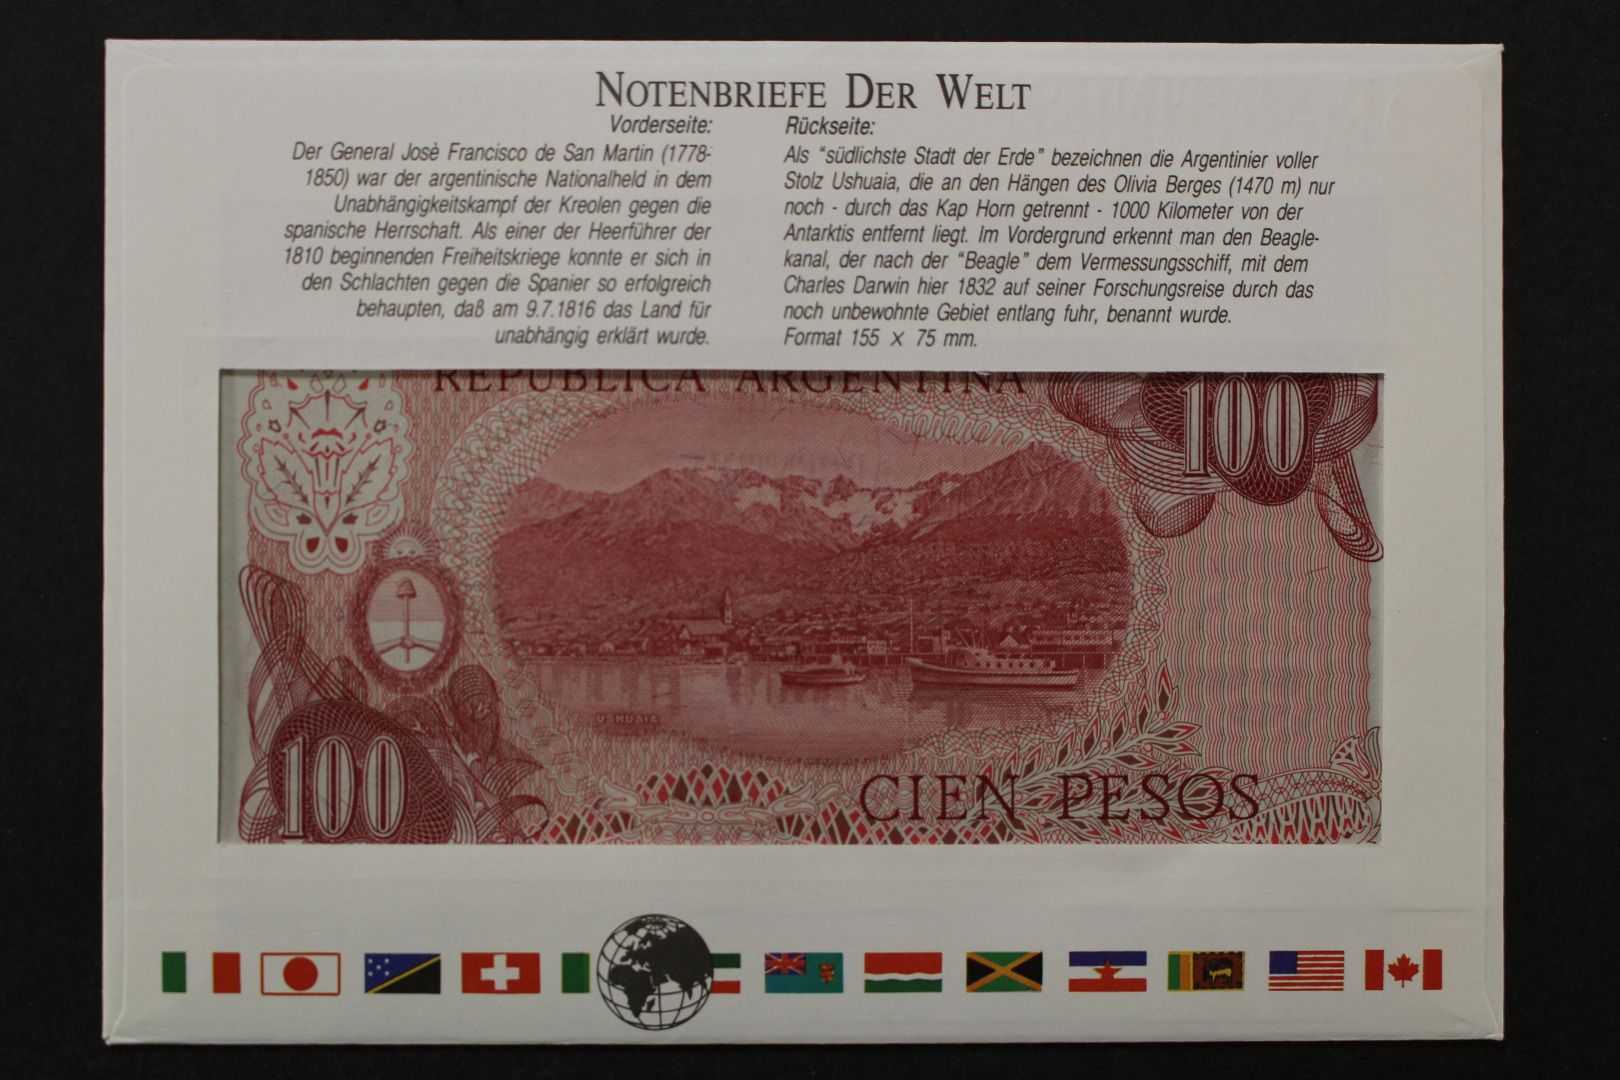 NOTENBRIEFE DER WELT
Vorderseite:
Der General Josè Francisco de San Martin (1778-
1850) war der argentinische Nationalheld in dem
Unabhängigkeitskampf der Kreolen gegen die
spanische Herrschaft. Als einer der Heerführer der
1810 beginnenden Freiheitskriege konnte er sich in
den Schlachten gegen die Spanier so erfolgreich
behaupten, daß am 9.7.1816 das Land für
unabhängig erklärt wurde.
Rückseite:
Als "südlichste Stadt der Erde" bezeichnen die Argentinier voller
Stolz Ushuaia, die an den Hängen des Olivia Berges (1470 m) nur
noch - durch das Kap Horn getrennt - 1000 Kilometer von der
Antarktis entfernt liegt. Im Vordergrund erkennt man den Beagle-
kanal, der nach der "Beagle" dem Vermessungsschiff, mit dem
Charles Darwin hier 1832 auf seiner Forschungsreise durch das
noch unbewohnte Gebiet entlang fuhr, benannt wurde.
Format 155 x 75 mm.
REPUBLICA ARGENTINA
100
USHUAIA
100
CIEN PESOS